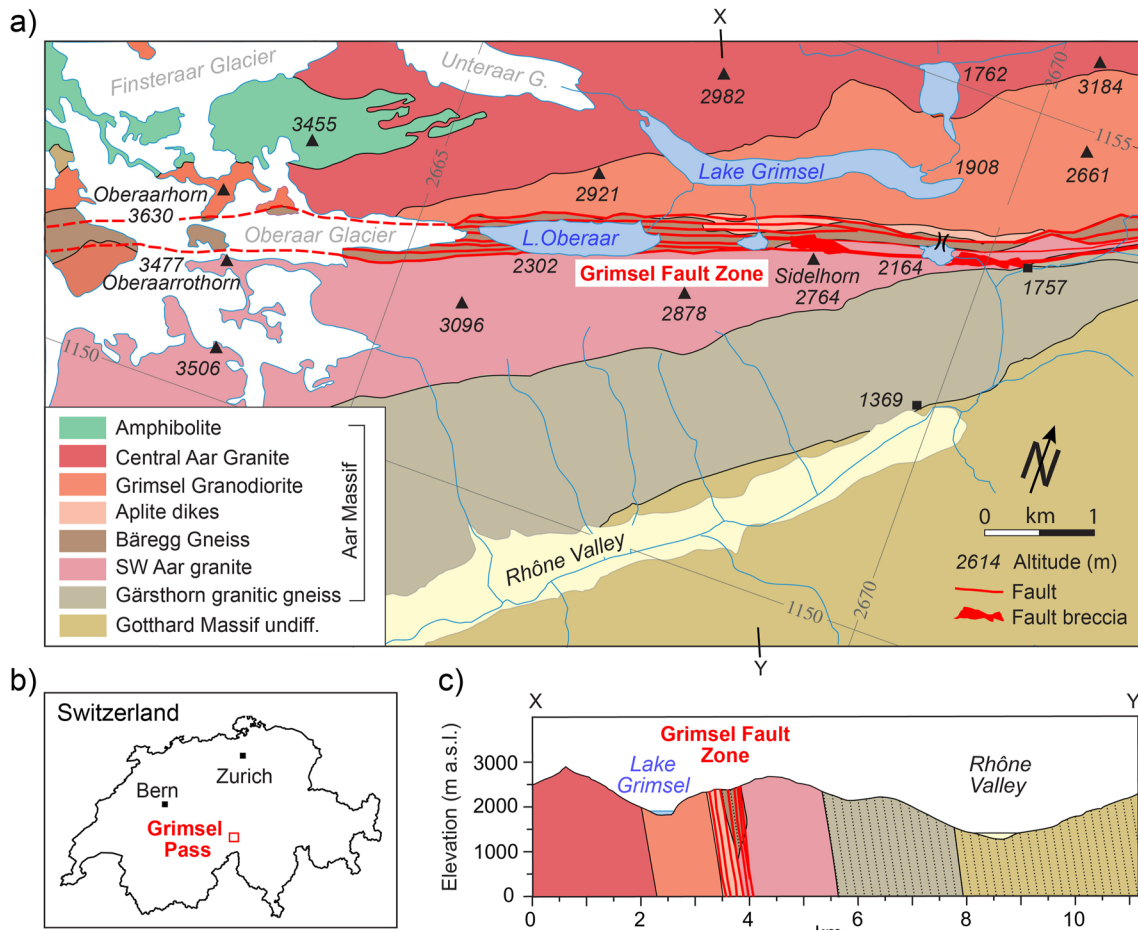 a)
X
Finsteraar Glacier
Unteraar G.
1762
2670
3184
2982
3455
1155
2665
Lake Grimsel
1908
2661
Oberaarhorn
3630
2921
Oberaar Glacier
L.Oberaar
3477
Oberaarrothorn
2302
Grimsel Fault Zone
Sidelhorn
2764
2164
1757
3096
2878
1150
3506
1369
Amphibolite
Central Aar Granite
Grimsel Granodiorite
Aplite dikes
Bäregg Gneiss
SW Aar granite
Gärsthorn granitic gneiss
Gotthard Massif undiff.
Aar Massif
Rhône Valley
1150
2670
N
0 km 1
2614 Altitude (m)
Fault
Fault breccia
Y
b)
Switzerland
Zurich
Bern
Grimsel
Pass
c)
X
Y
Grimsel Fault
Zone
Lake
Grimsel
Rhône
Valley
Elevation (m a.s.l.)
3000
2000
1000
0
0 2 4 6 8 10
km